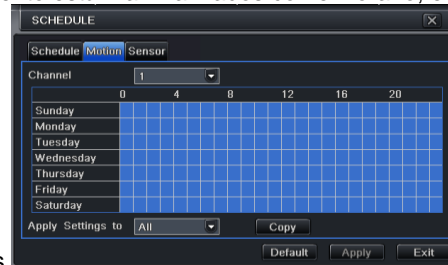 SCHEDULE
Schedule Motion Sensor
Channel 1
0 4 8 12 16 20
Sunday
Monday
Tuesday
Wednesday
Thursday
Friday
Saturday
Apply Settings to All Copy
Default Apply Exit